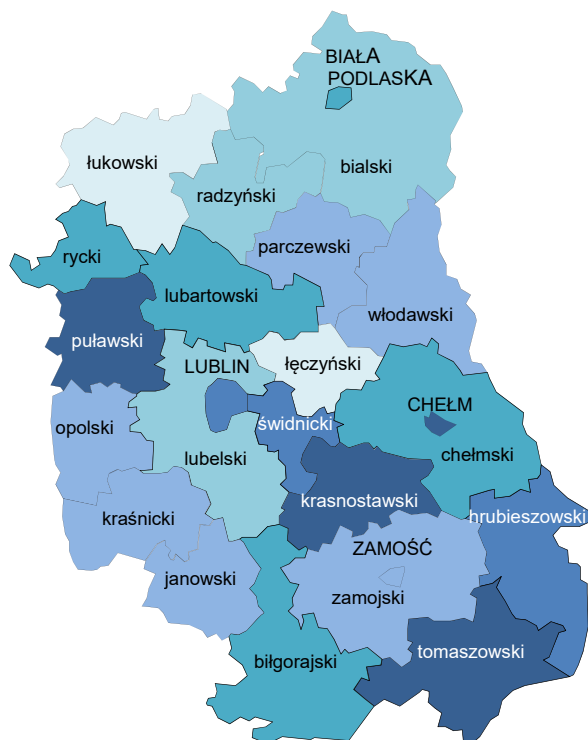 BIAŁA
PODLASKA
łukowski
bialski
radzyński
parczewski
rycki
lubartowski
włodawski
puławski
LUBLIN
łęczyński
CHEŁM
opolski
świdnicki
lubelski
chełmski
krasnostawski
kraśnicki
hrubieszowski
ZAMOŚĆ
janowski
zamojski
tomaszowski
biłgorajski